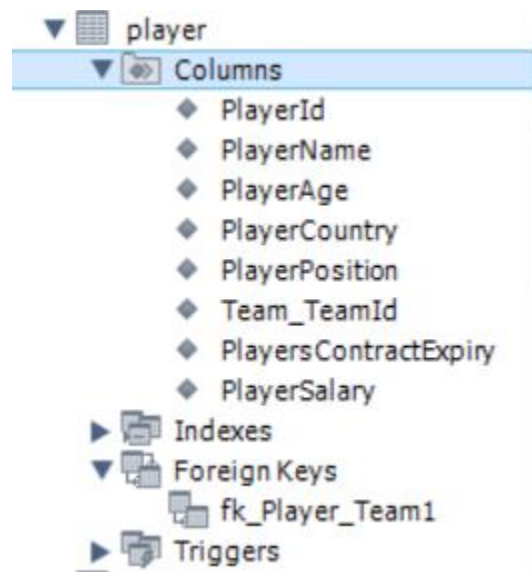 player
Columns
PlayerId
PlayerName
PlayerAge
PlayerCountry
PlayerPosition
Team_TeamId
PlayersContractExpiry
PlayerSalary
Indexes
Foreign Keys
fk_Player_Team1
Triggers